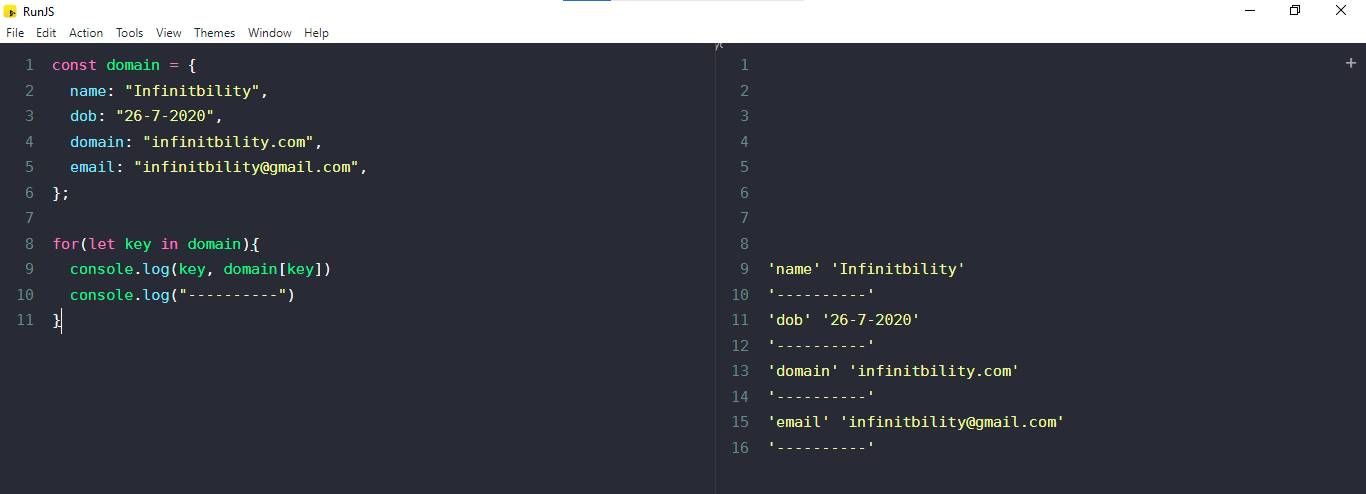 RunJS
File Edit Action Tools View Themes Window Help
1 const domain = {
2 name: "Infinitbility",
3 dob: "26-7-2020",
4 domain: "infinitbility.com",
5 email: "infinitbility@gmail.com",
6 };
7
8 for(let key in domain){
9 console.log(key, domain[key])
10 console.log("----------")
11 }
1
2
3
4
5
6
7
8
9 'name' 'Infinitbility'
10 '----------'
11 'dob' '26-7-2020'
12 '----------'
13 'domain' 'infinitbility.com'
14 '----------'
15 'email' 'infinitbility@gmail.com'
16 '----------'